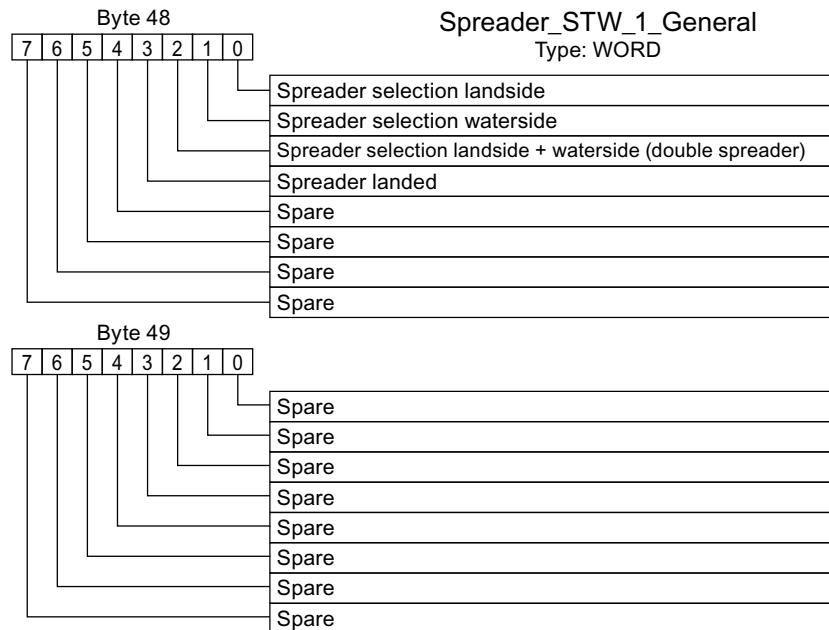 Byte 48
Spreader_STW_1_General
Type: WORD
7 6 5 4 3 2 1 0
Spreader selection landside
Spreader selection waterside
Spreader selection landside + waterside (double spreader)
Spreader landed
Spare
Spare
Spare
Spare
Byte 49
7 6 5 4 3 2 1 0
Spare
Spare
Spare
Spare
Spare
Spare
Spare
Spare